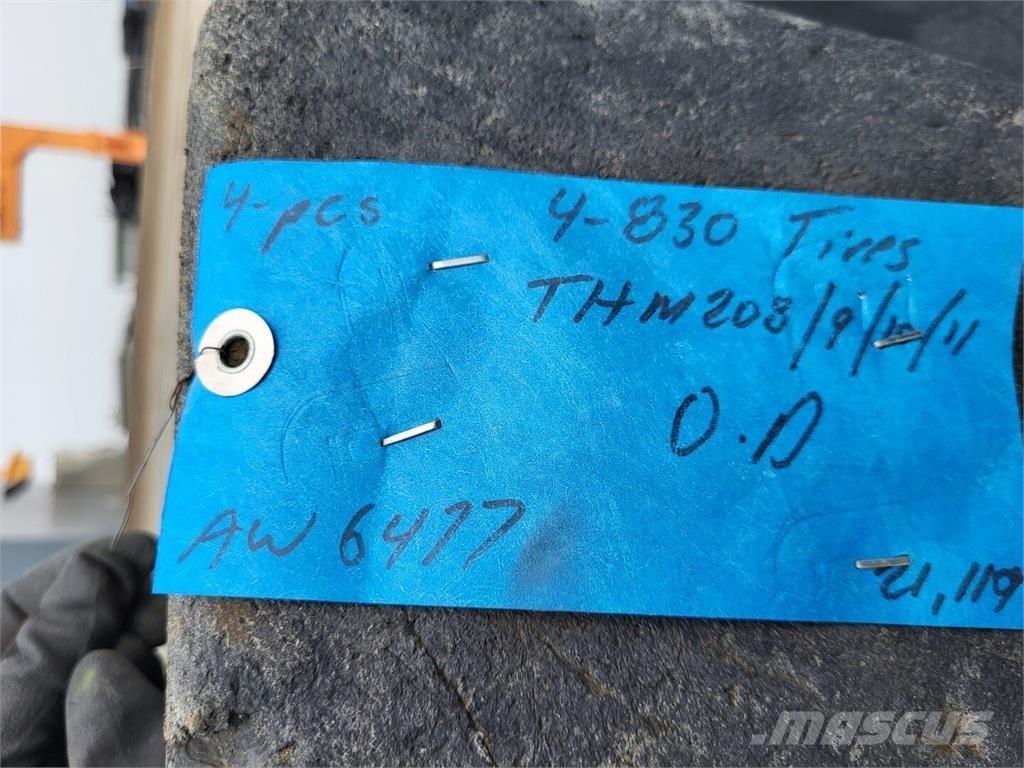 4-pcs
4-830 Tires
THM208/9/10/11
O.D
AW 6477
21,119
MASCUS